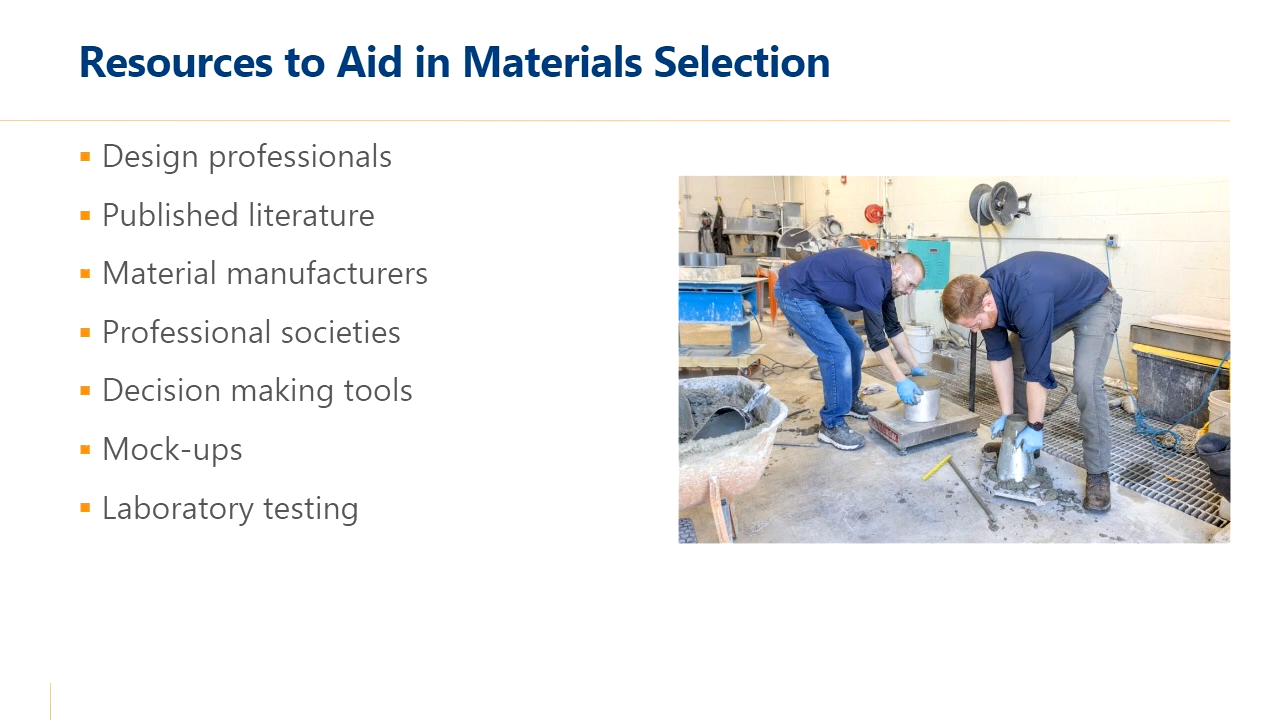 Resources to Aid in Materials Selection
Design professionals
Published literature
Material manufacturers
Professional societies
Decision making tools
Mock-ups
Laboratory testing